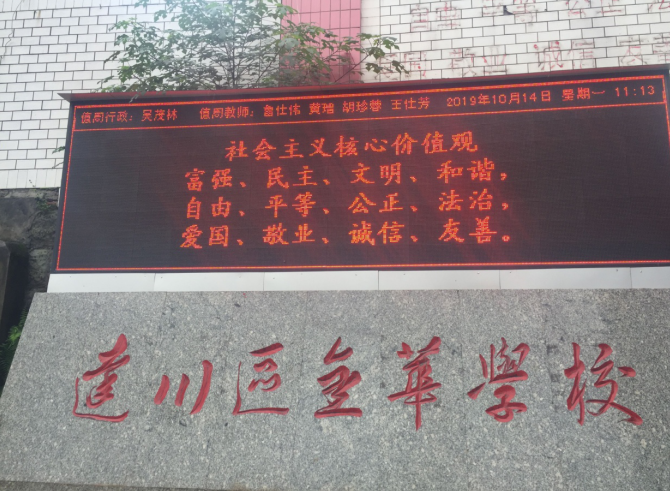 值周行政：吴茂林 值周教师：鲁仕伟 黄瑞 胡珍蓉 王仕芳 2019年10月14日 星期一 11:13
社会主义核心价值观
富强、民主、文明、和谐，
自由、平等、公正、法治，
爱国、敬业、诚信、友善。
達川區金華學校